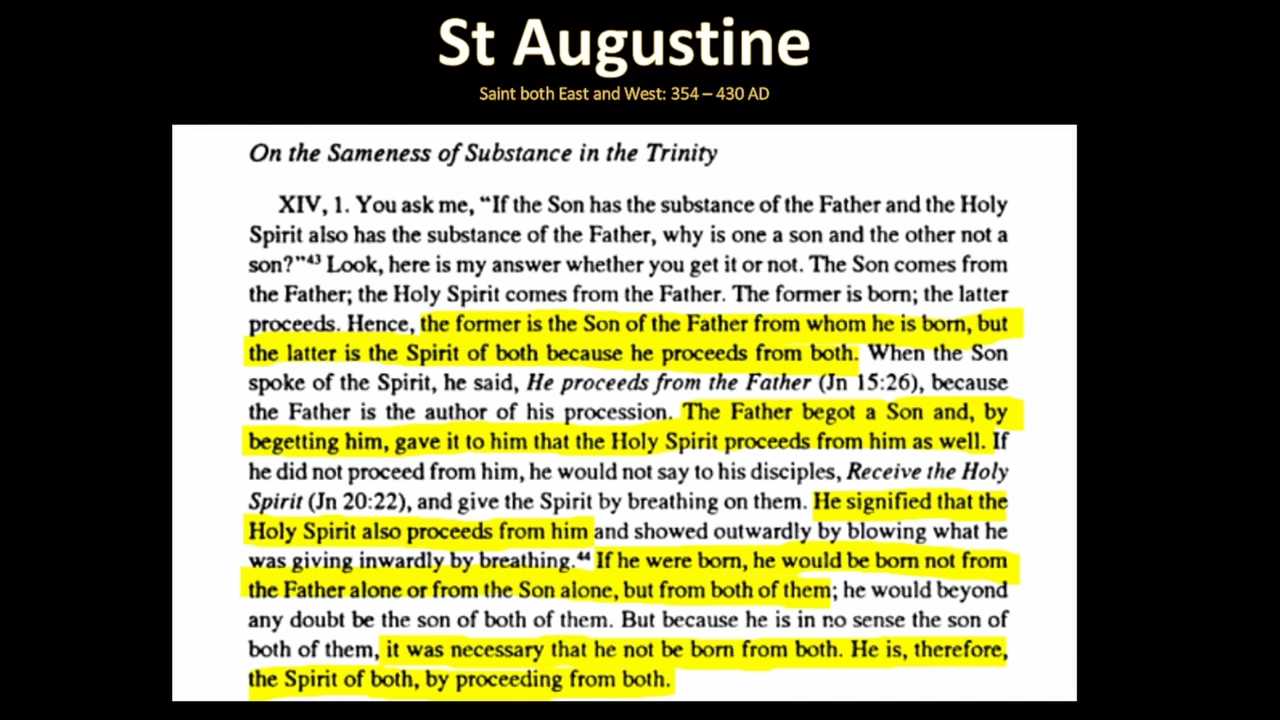 St Augustine
Saint both East and West: 354 – 430 AD
On the Sameness of Substance in the Trinity
XIV, 1. You ask me, “If the Son has the substance of the Father and the Holy
Spirit also has the substance of the Father, why is one a son and the other not a
son?”⁴³ Look, here is my answer whether you get it or not. The Son comes from
the Father; the Holy Spirit comes from the Father. The former is born; the latter
proceeds. Hence, the former is the Son of the Father from whom he is born, but
the latter is the Spirit of both because he proceeds from both. When the Son
spoke of the Spirit, he said, He proceeds from the Father (Jn 15:26), because
the Father is the author of his procession. The Father begot a Son and, by
begetting him, gave it to him that the Holy Spirit proceeds from him as well. If
he did not proceed from him, he would not say to his disciples, Receive the Holy
Spirit (Jn 20:22), and give the Spirit by breathing on them. He signified that the
Holy Spirit also proceeds from him and showed outwardly by blowing what he
was giving inwardly by breathing.⁴⁴ If he were born, he would be born not from
the Father alone or from the Son alone, but from both of them; he would beyond
any doubt be the son of both of them. But because he is in no sense the son of
both of them, it was necessary that he not be born from both. He is, therefore,
the Spirit of both, by proceeding from both.